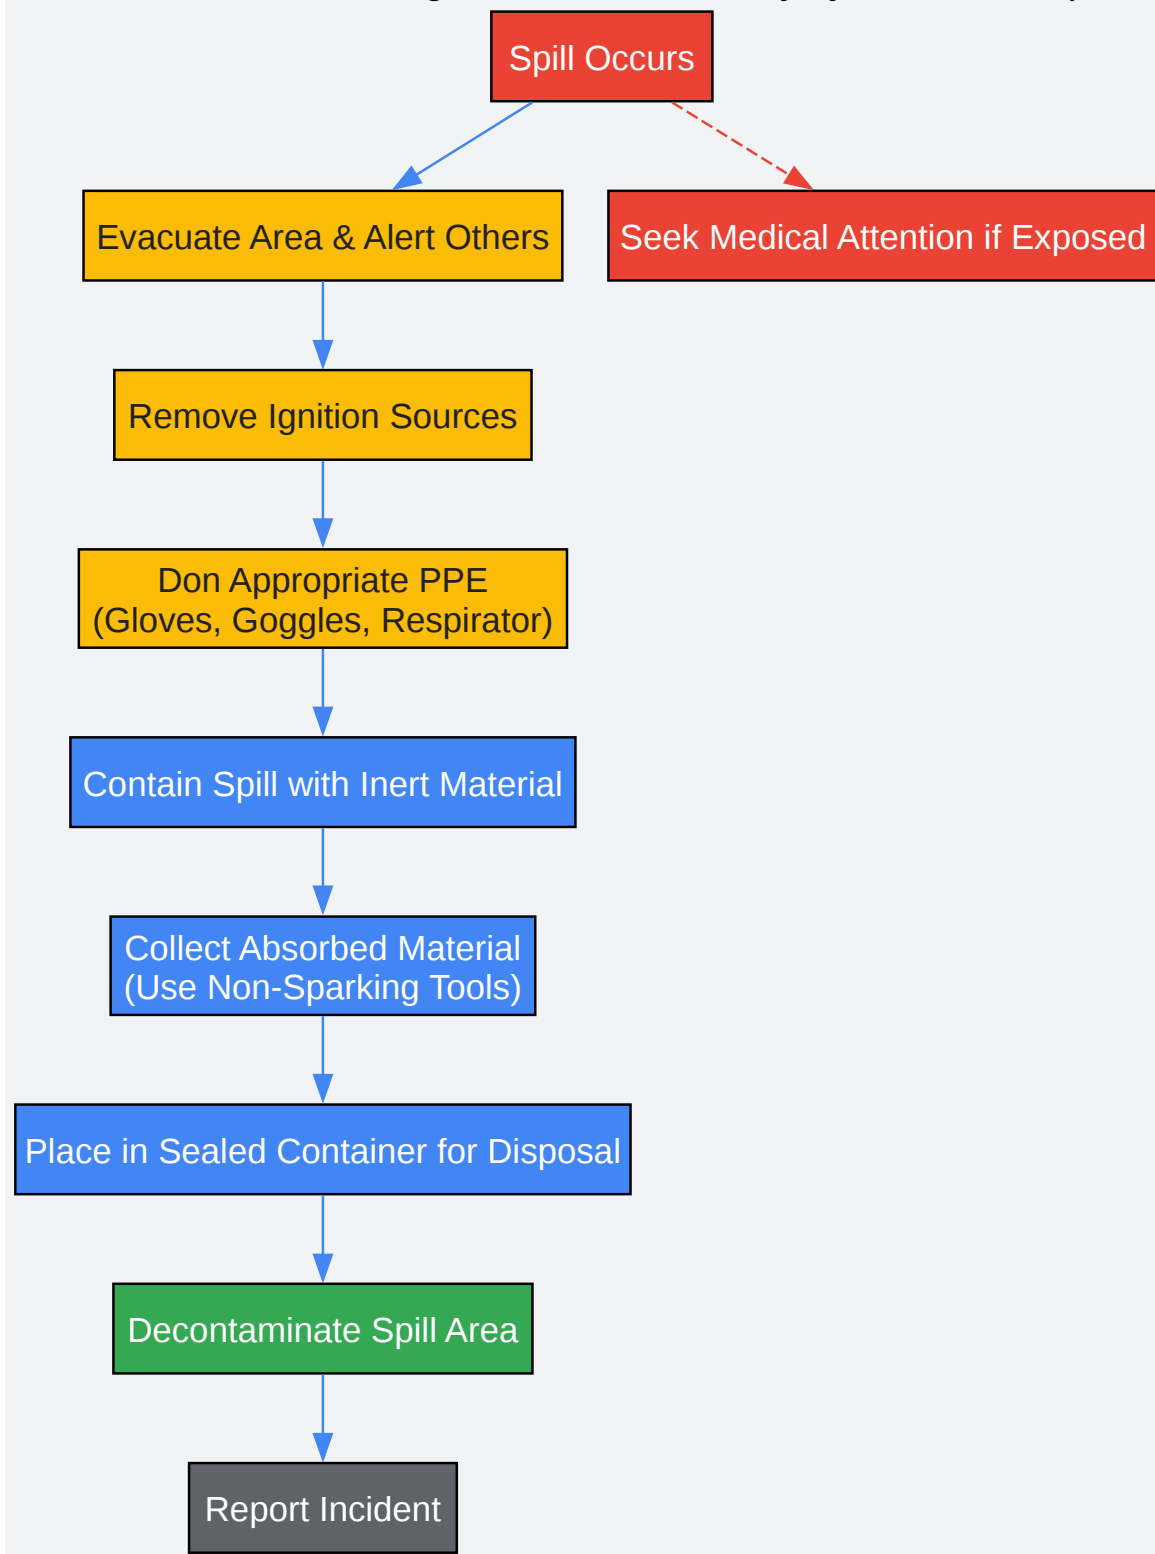 Spill Occurs
Evacuate Area & Alert Others
Seek Medical Attention if Exposed
Remove Ignition Sources
Don Appropriate PPE
(Gloves, Goggles, Respirator)
Contain Spill with Inert Material
Collect Absorbed Material
(Use Non-Sparking Tools)
Place in Sealed Container for Disposal
Decontaminate Spill Area
Report Incident